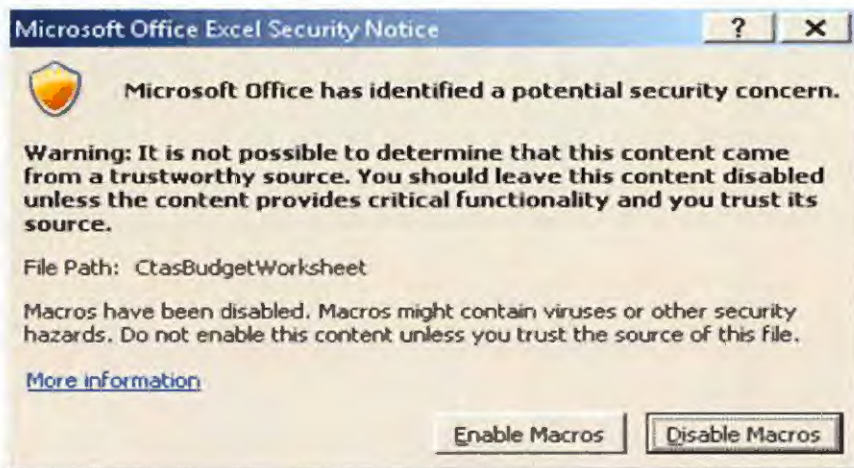 Microsoft Office Excel Security Notice ? ×
Microsoft Office has identified a potential security concern.
Warning: It is not possible to determine that this content came
from a trustworthy source. You should leave this content disabled
unless the content provides critical functionality and you trust its
source.
File Path: CtasBudgetWorksheet
Macros have been disabled. Macros might contain viruses or other security
hazards. Do not enable this content unless you trust the source of this file.
More information
Enable Macros Disable Macros